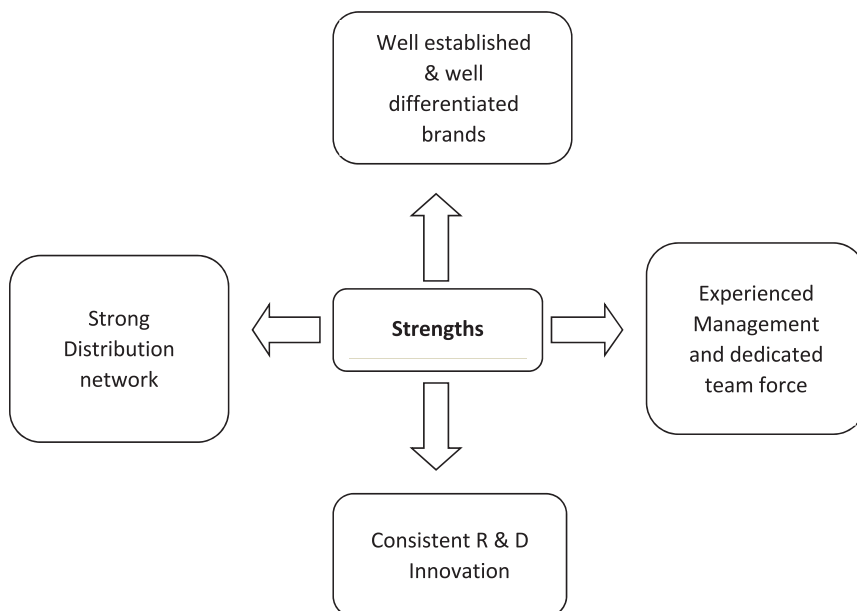 Well established
& well
differentiated
brands
Strong
Distribution
network
Strengths
Experienced
Management
and dedicated
team force
Consistent R & D
Innovation